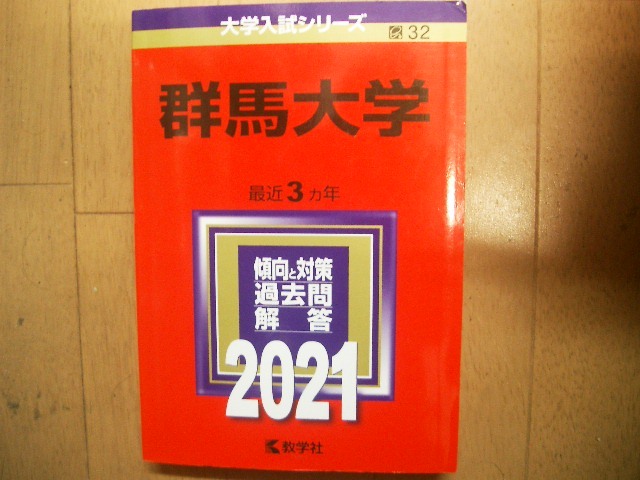 大学入試シリーズ
32
群馬大学
最近3カ年
傾向と対策
過去問
解答
2021
教学社